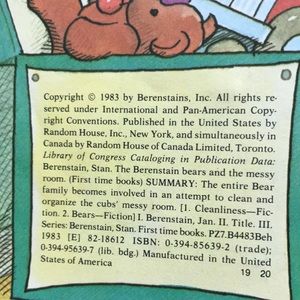 Copyright © 1983 by Berenstains, Inc. All rights re-
served under International and Pan-American Copy-
right Conventions. Published in the United States by
Random House, Inc., New York, and simultaneously in
Canada by Random House of Canada Limited, Toronto.
Library of Congress Cataloging in Publication Data:
Berenstain, Stan. The Berenstain bears and the messy
room. (First time books) SUMMARY: The entire Bear
family becomes involved in an attempt to clean and
organize the cubs' messy room. [1. Cleanliness—Fic-
tion. 2. Bears—Fiction] I. Berenstain, Jan. II. Title. III.
Series: Berenstain, Stan. First time books. PZ7.B4483Beh
1983 [E] 82-18612 ISBN: 0-394-85639-2 (trade);
0-394-95639-7 (lib. bdg.) Manufactured in the United
States of America
19 20